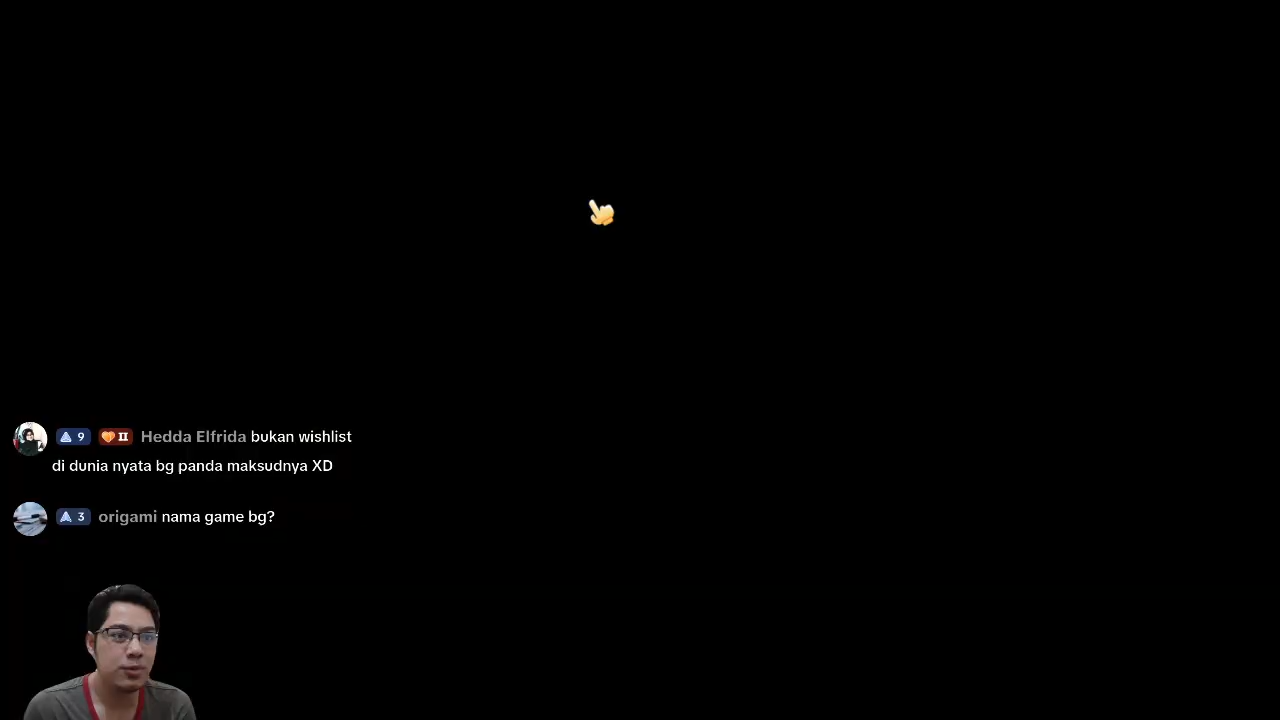 9 II Hedda Elfrida bukan wishlist
di dunia nyata bg panda maksudnya XD
3 origami nama game bg?